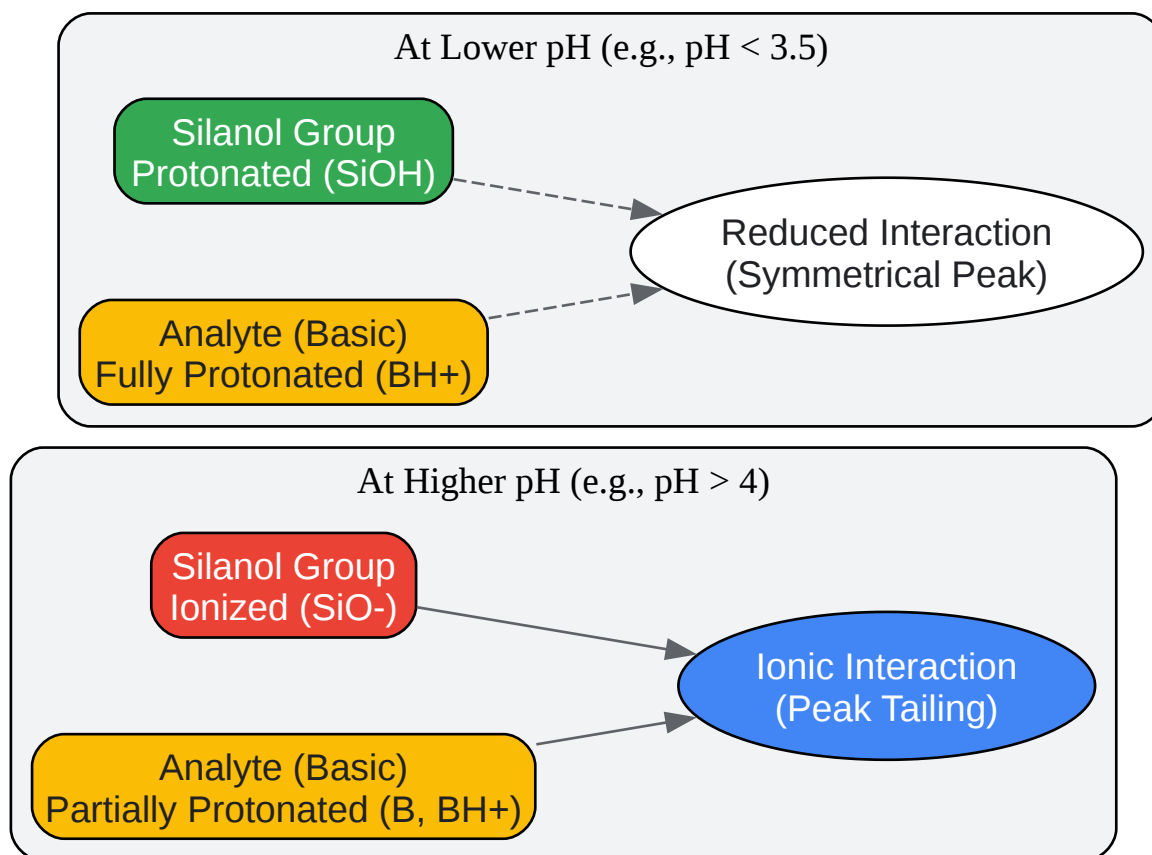 At Lower pH (e.g., pH < 3.5)
Silanol Group
Protonated (SiOH)
Reduced Interaction
(Symmetrical Peak)
Analyte (Basic)
Fully Protonated (BH+)
At Higher pH (e.g., pH > 4)
Silanol Group
Ionized (SiO-)
Ionic Interaction
(Peak Tailing)
Analyte (Basic)
Partially Protonated (B, BH+)